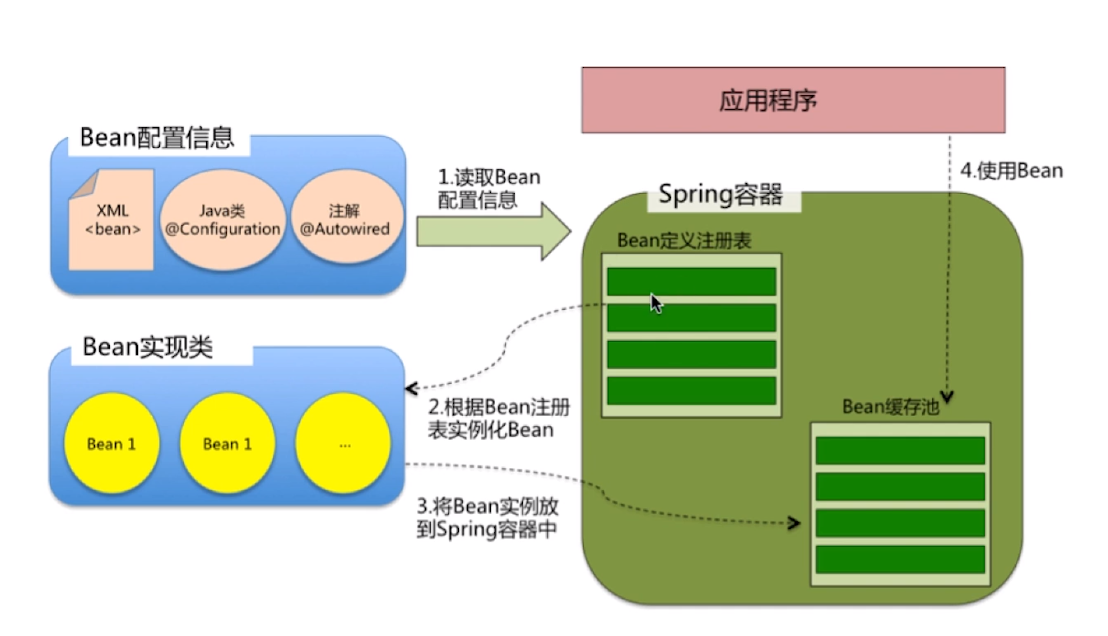 应用程序
Bean配置信息
XML
<bean>
Java类
@Configuration
注解
@Autowired
1.读取Bean
配置信息
4.使用Bean
Spring容器
Bean定义注册表
Bean实现类
Bean 1
Bean 1
...
2.根据Bean注册
表实例化Bean
Bean缓存池
3.将Bean实例放
到Spring容器中